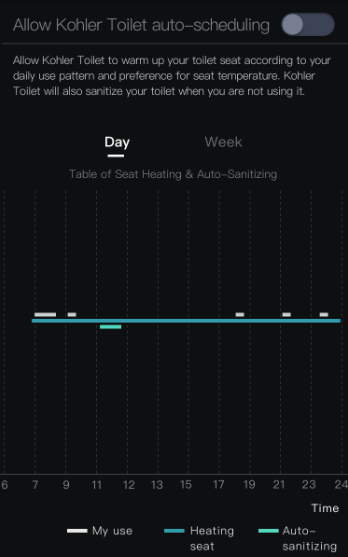 Allow Kohler Toilet auto-scheduling
Allow Kohler Toilet to warm up your toilet seat according to your
daily use pattern and preference for seat temperature. Kohler
Toilet will also sanitize your toilet when you are not using it.
Day Week
Table of Seat Heating & Auto-Sanitizing
6 7 9 11 12 13 15 17 19 21 23 24
Time
My use Heating seat Auto-sanitizing